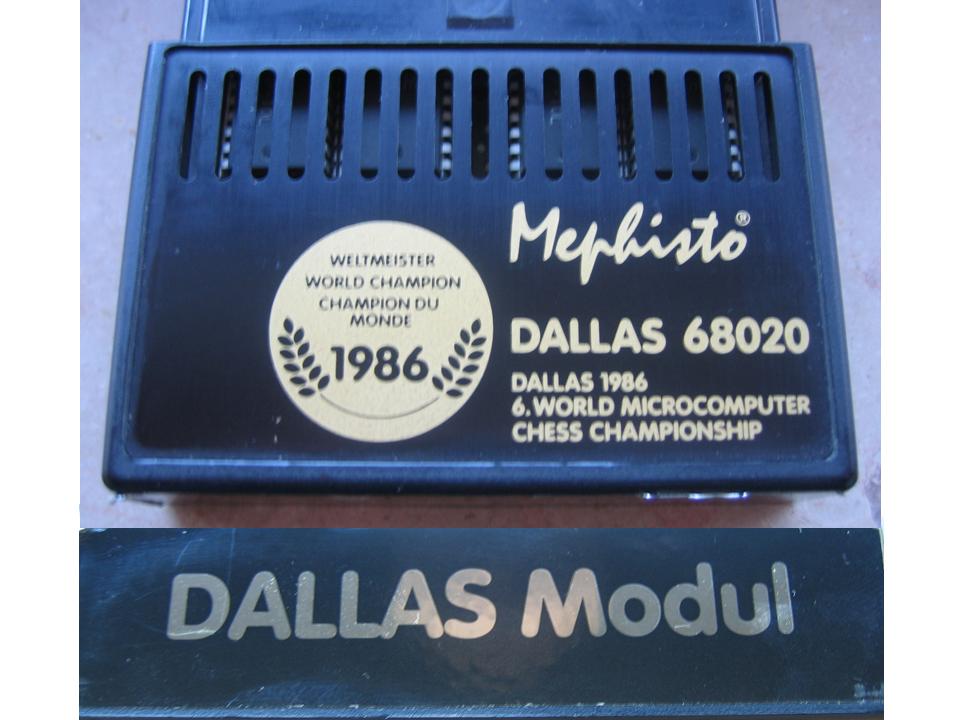 WELTMEISTER
WORLD CHAMPION
CHAMPION DU
MONDE
1986
Mephisto®
DALLAS 68020
DALLAS 1986
6. WORLD MICROCOMPUTER
CHESS CHAMPIONSHIP
DALLAS Modul